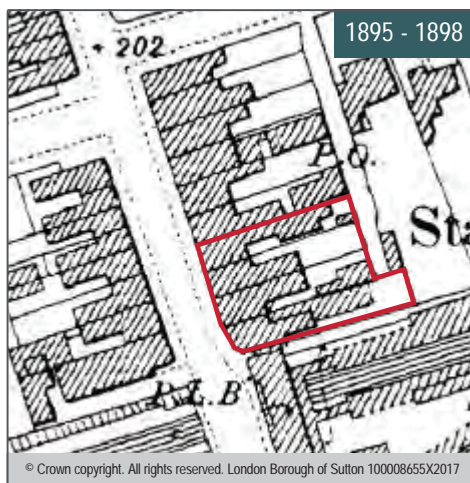 1895 - 1898
+ 202
P.C.
Sta
P.L.B
© Crown copyright. All rights reserved. London Borough of Sutton 100008655X2017